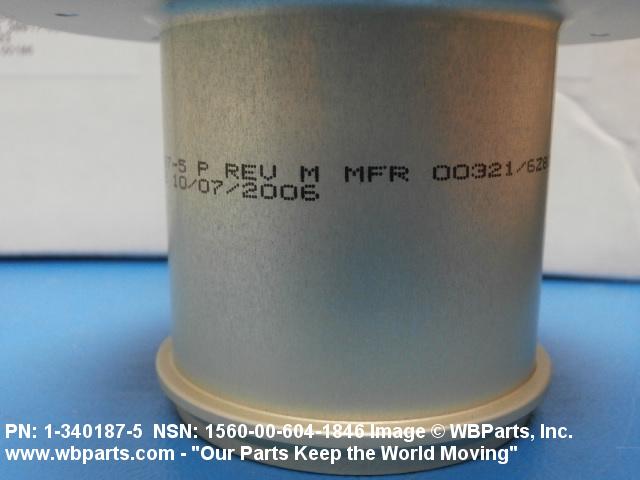 7-5 P REV M MFR 00321/628
10/07/2006
PN: 1-340187-5 NSN: 1560-00-604-1846 Image © WBParts, Inc.
www.wbparts.com - "Our Parts Keep the World Moving"